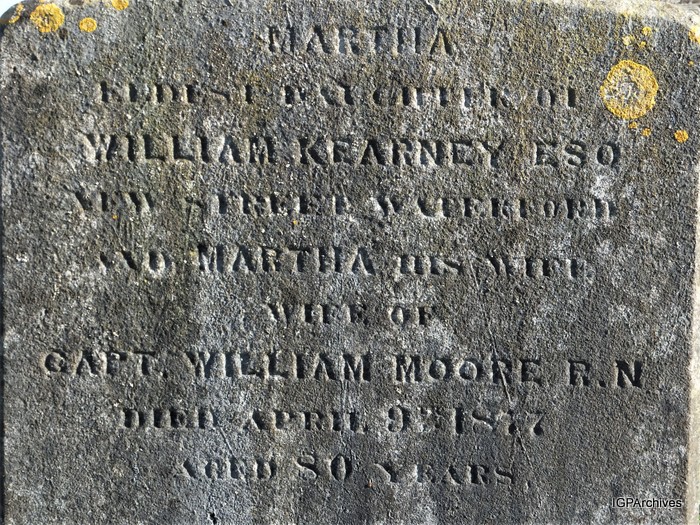 MARTHA
ELDEST DAUGHTER OF
WILLIAM KEARNEY ESQ
NEW STREET WATERFORD
AND MARTHA HIS WIFE
WIFE OF
CAPT. WILLIAM MOORE R.N
DIED APRIL 9TH 1877
AGED 80 YEARS.
IGPArchives